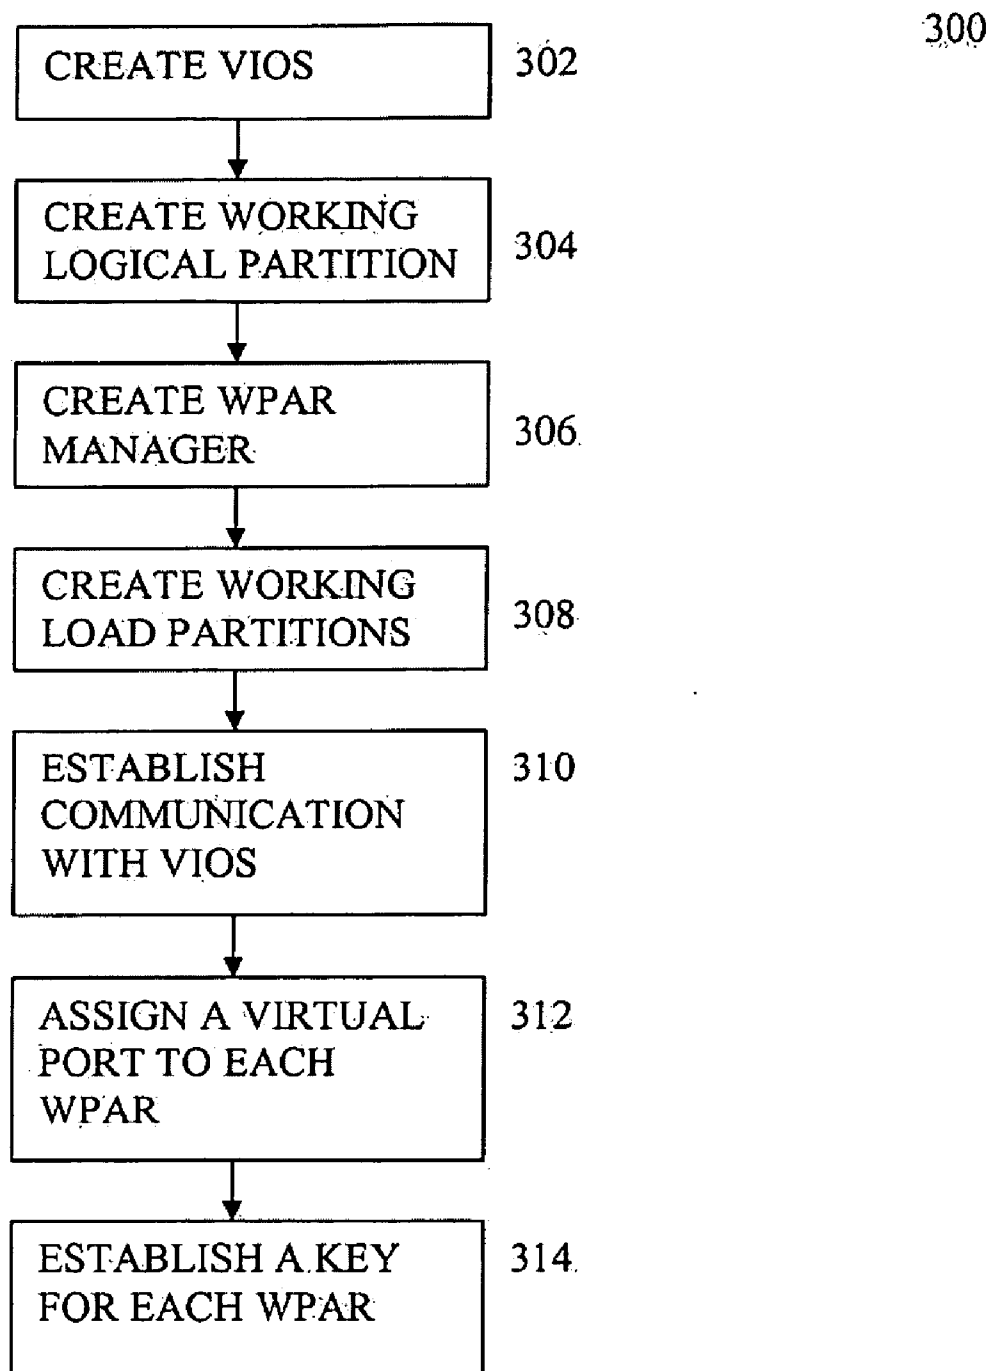 300
CREATE VIOS
302
CREATE WORKING
LOGICAL PARTITION
304
CREATE WPAR
MANAGER
306
CREATE WORKING
LOAD PARTITIONS
308
ESTABLISH
COMMUNICATION
WITH VIOS
310
ASSIGN A VIRTUAL
PORT TO EACH
WPAR
312
ESTABLISH A KEY
FOR EACH WPAR
314